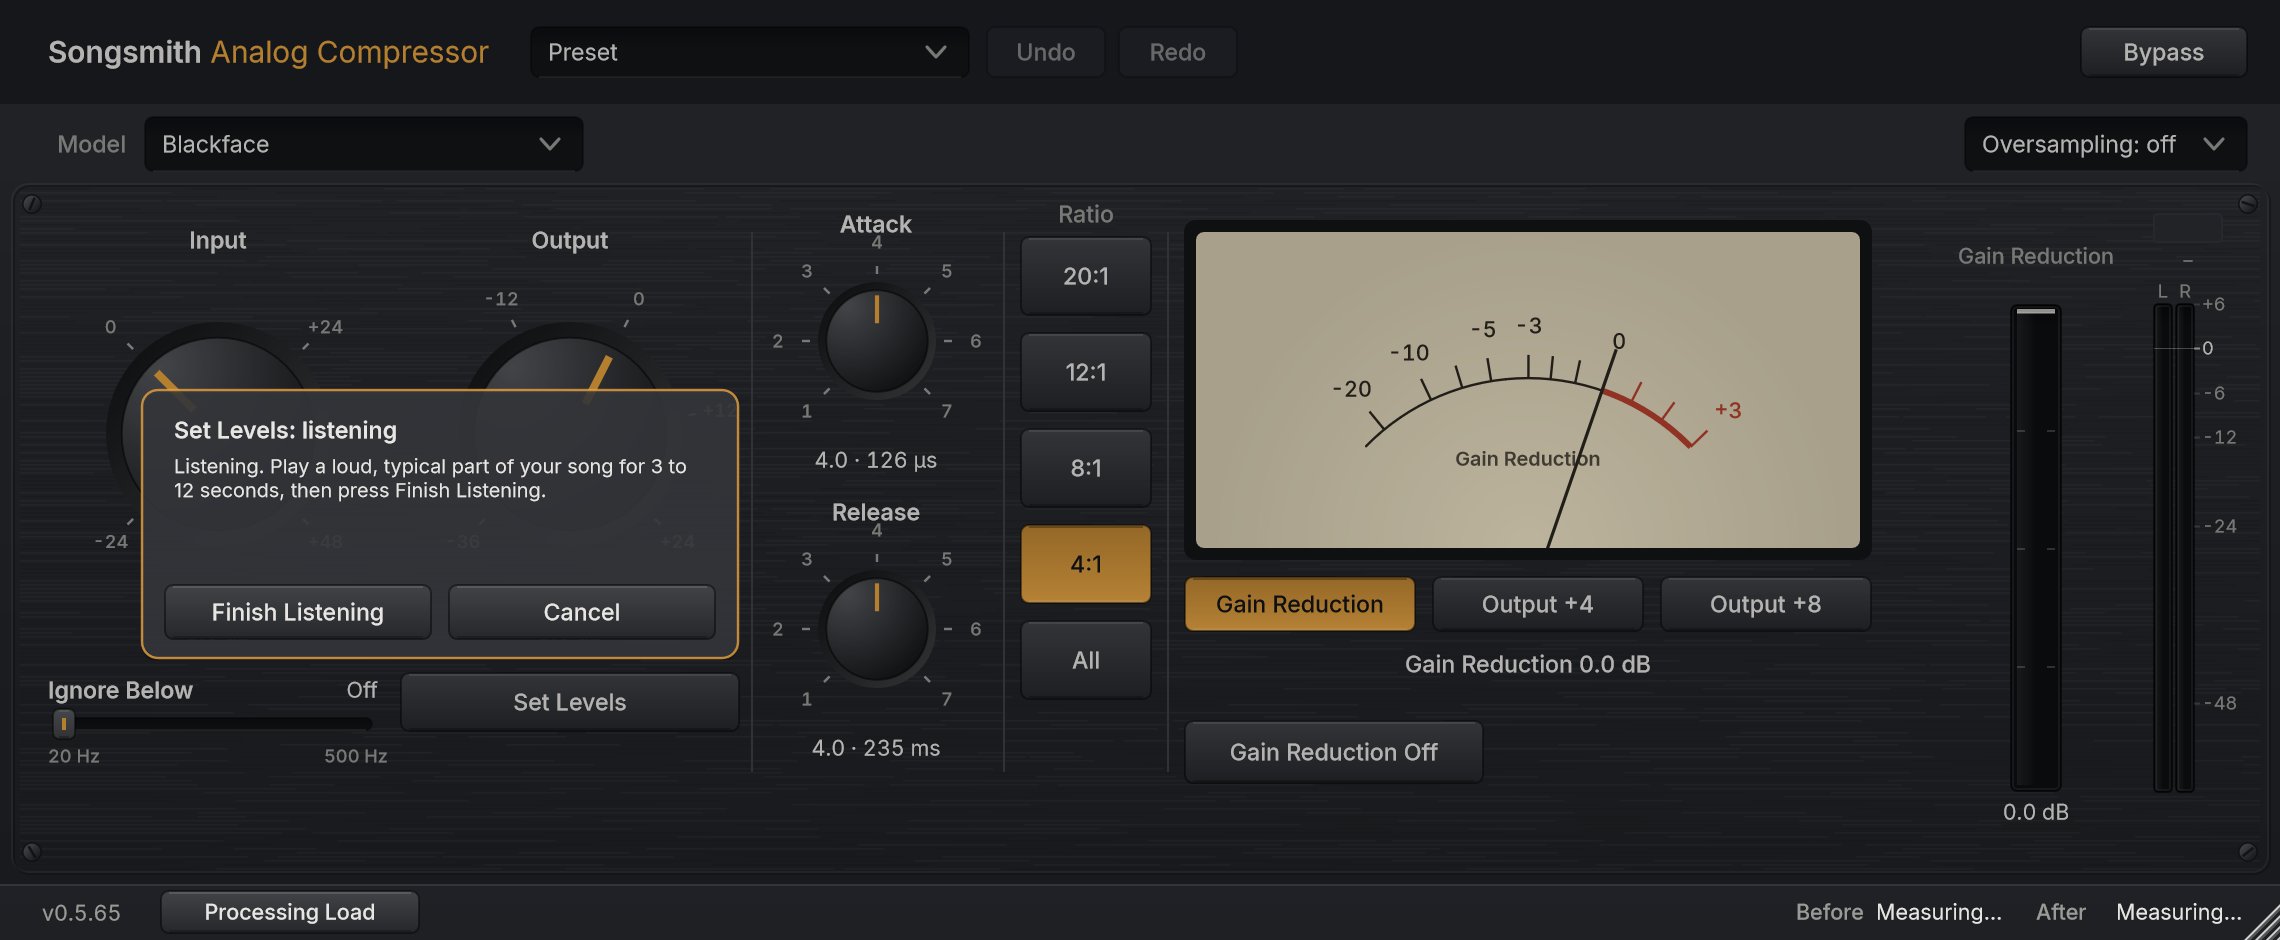 Songsmith Analog Compressor
Preset
Undo
Redo
Bypass
Model
Blackface
Oversampling: off
Input
0
+24
-24
+48
Output
-12
0
+12
-36
+24
Set Levels: listening
Listening. Play a loud, typical part of your song for 3 to
12 seconds, then press Finish Listening.
Finish Listening
Cancel
Ignore Below
Off
20 Hz
500 Hz
Set Levels
Attack
4
3
5
2
6
1
7
4.0 · 126 µs
Release
4
3
5
2
6
1
7
4.0 · 235 ms
Ratio
20:1
12:1
8:1
4:1
All
-20
-10
-5
-3
0
+3
Gain Reduction
Gain Reduction
Output +4
Output +8
Gain Reduction 0.0 dB
Gain Reduction Off
Gain Reduction
0.0 dB
–
L R
+6
0
-6
-12
-24
-48
v0.5.65
Processing Load
Before Measuring...
After Measuring...